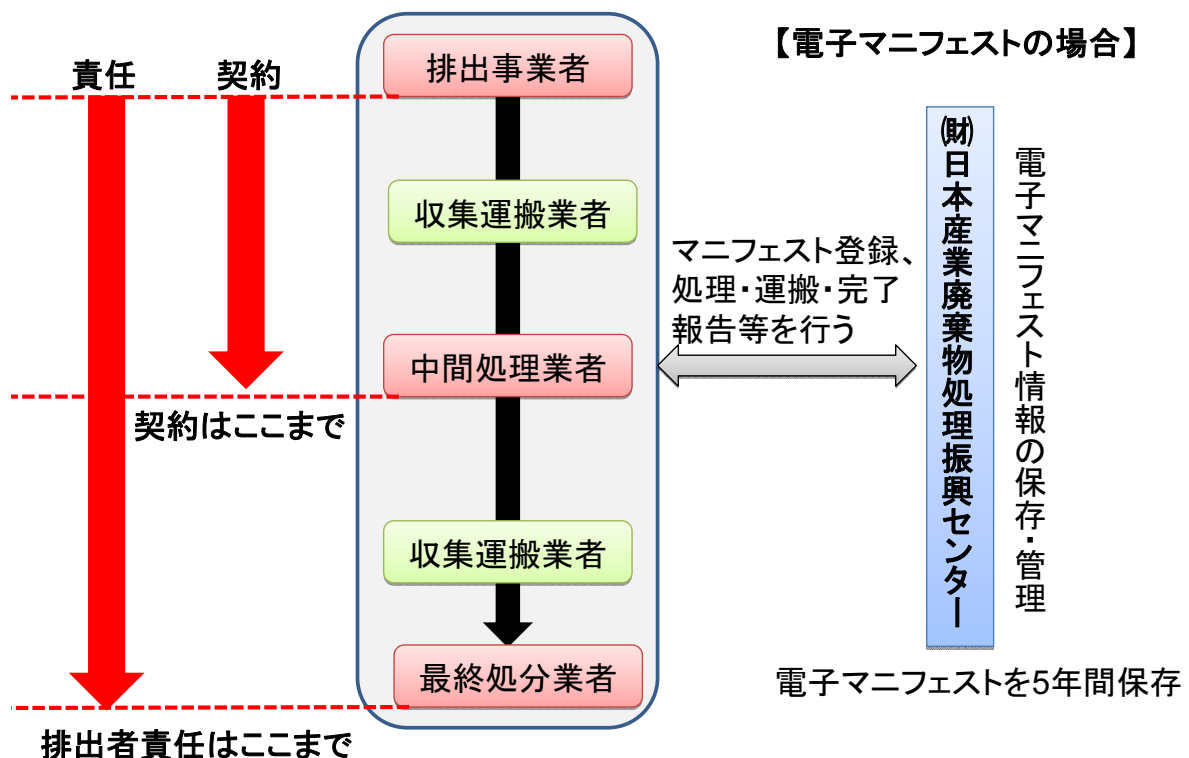 【電子マニフェストの場合】
責任
契約
排出事業者
収集運搬業者
中間処理業者
収集運搬業者
最終処分業者
契約はここまで
排出者責任はここまで
マニフェスト登録、
処理・運搬・完了
報告等を行う
㈶日本産業廃棄物処理振興センター
電子マニフェスト情報の保存・管理
電子マニフェストを5年間保存